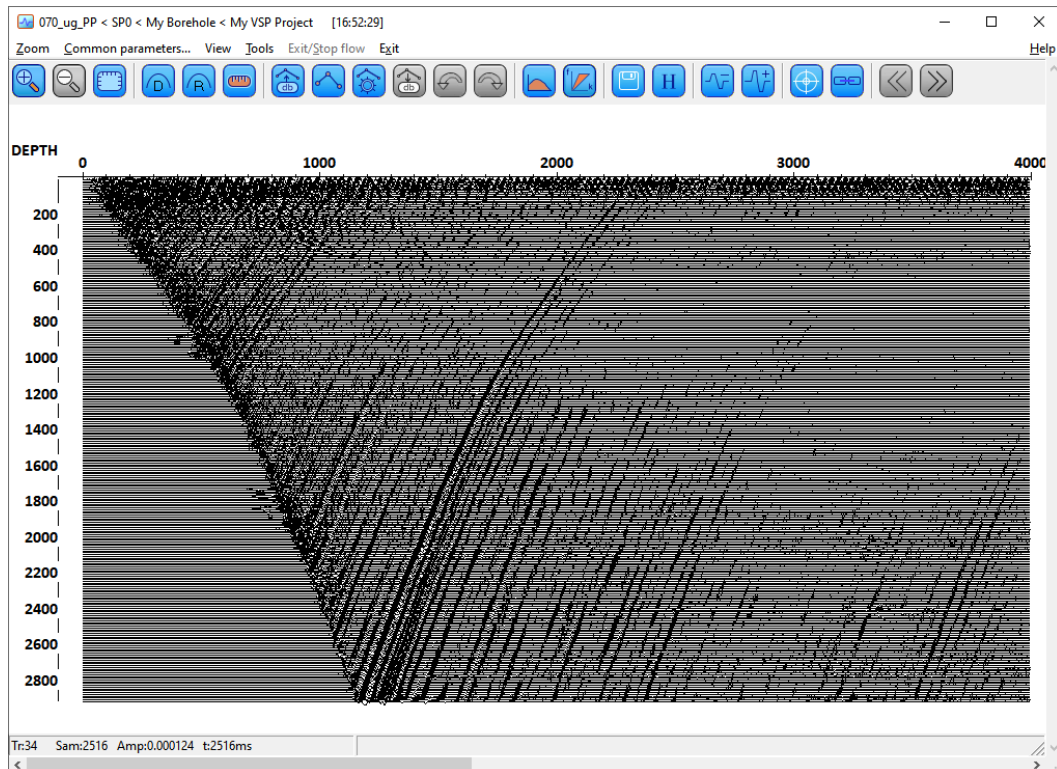 070_ug_PP < SP0 < My Borehole < My VSP Project [16:52:29]
Zoom Common parameters... View Tools Exit/Stop flow Exit Help
D R db db f k H
DEPTH
0 1000 2000 3000 4000
200
400
600
800
1000
1200
1400
1600
1800
2000
2200
2400
2600
2800
Tr:34 Sam:2516 Amp:0.000124 t:2516ms